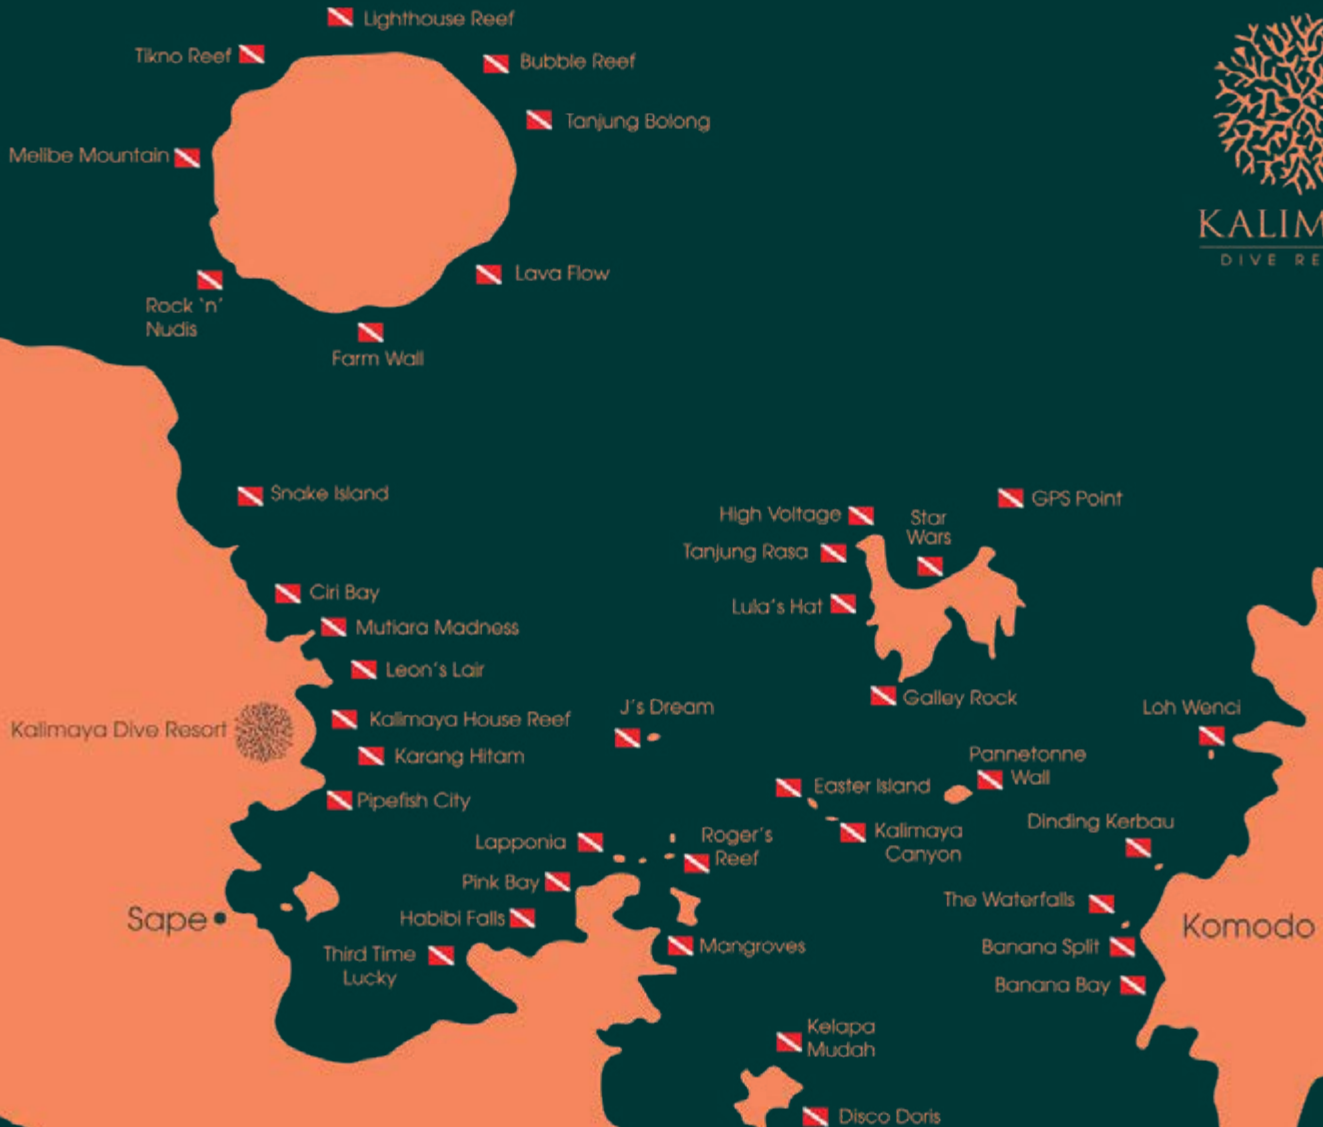 Lighthouse Reef
Tikno Reef
Bubble Reef
Tanjung Bolong
Melibe Mountain
KALIM
DIVE RE
Lava Flow
Rock 'n'
Nudis
Farm Wall
Snake Island
High Voltage
Star
Wars
GPS Point
Tanjung Rasa
Ciri Bay
Lula's Hat
Mutiara Madness
Leon's Lair
Galley Rock
J's Dream
Loh Wenci
Kalimaya Dive Resort
Kalimaya House Reef
Karang Hitam
Pannetonne
Wall
Easter Island
Pipefish City
Dinding Kerbau
Kalimaya
Canyon
Lapponia
Roger's
Reef
Pink Bay
The Waterfalls
Sape
Habibi Falls
Komodo
Mangroves
Banana Split
Third Time
Lucky
Banana Bay
Kelapa
Mudah
Disco Doris